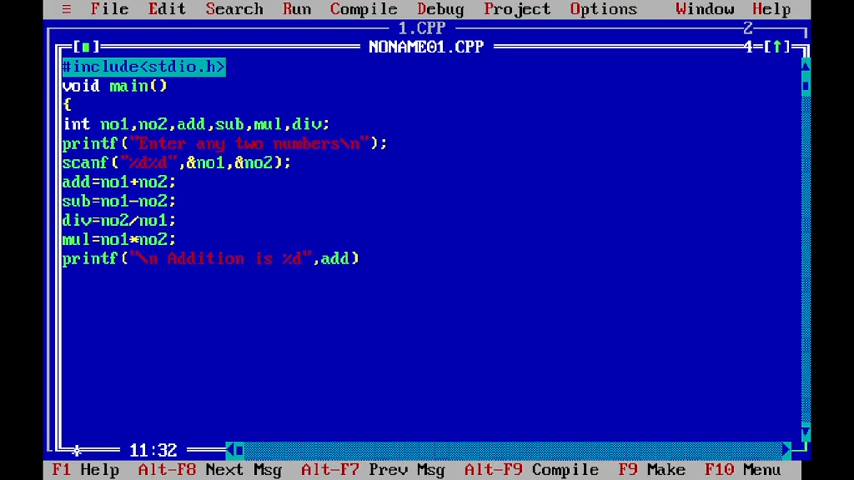 ≡ File Edit Search Run Compile Debug Project Options Window Help
1.CPP 2
[■] NONAME01.CPP 4=[↑]
#include<stdio.h>
void main()
{
int no1,no2,add,sub,mul,div;
printf("Enter any two numbers\n");
scanf("%d%d",&no1,&no2);
add=no1+no2;
sub=no1-no2;
div=no2/no1;
mul=no1*no2;
printf("\n Addition is %d",add)
* 11:32
F1 Help Alt-F8 Next Msg Alt-F7 Prev Msg Alt-F9 Compile F9 Make F10 Menu